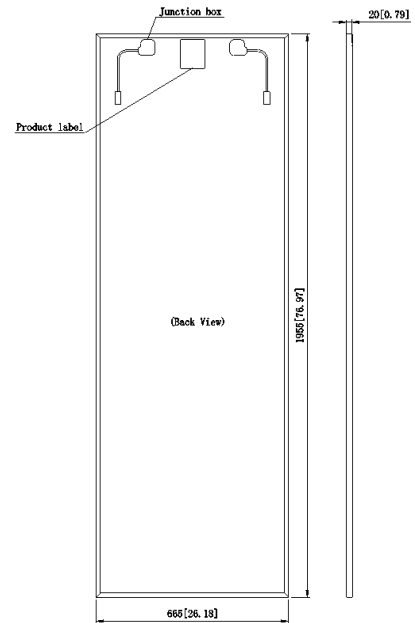 Junction box
20[0.79]
Product label
(Back View)
1955[76.97]
665[26.18]